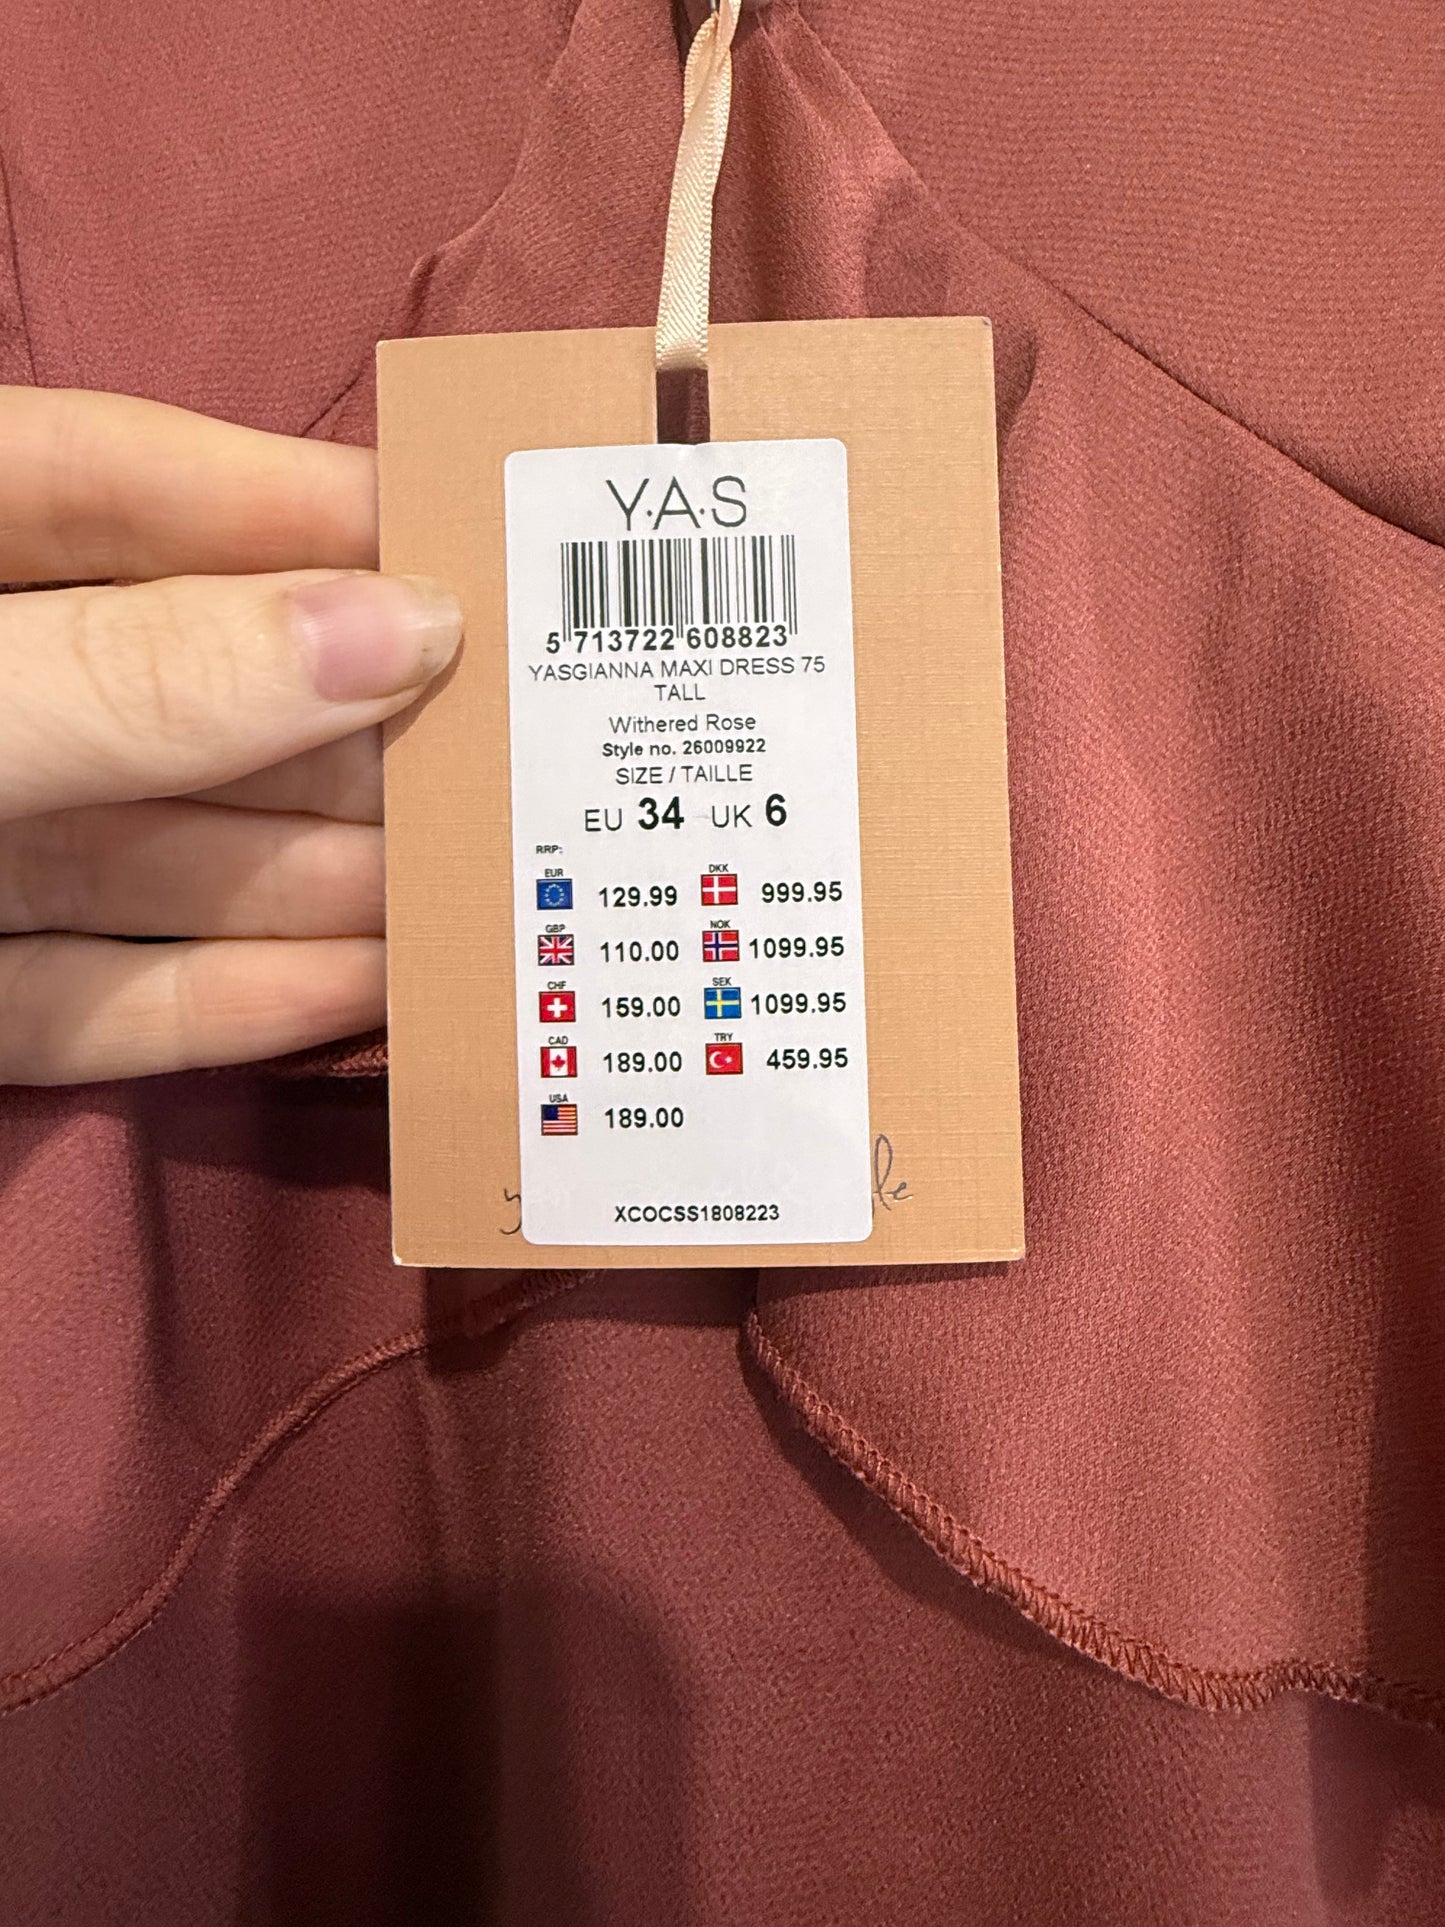 Y.A.S
5 713722 608823
YASGIANNA MAXI DRESS 75
TALL
Withered Rose
Style no. 26009922
SIZE / TAILLE
EU 34 UK 6
RRP:
EUR 129.99 DKK 999.95
GBP 110.00 NOK 1099.95
CHF 159.00 SEK 1099.95
CAD 189.00 TRY 459.95
USA 189.00
XCOCSS1808223